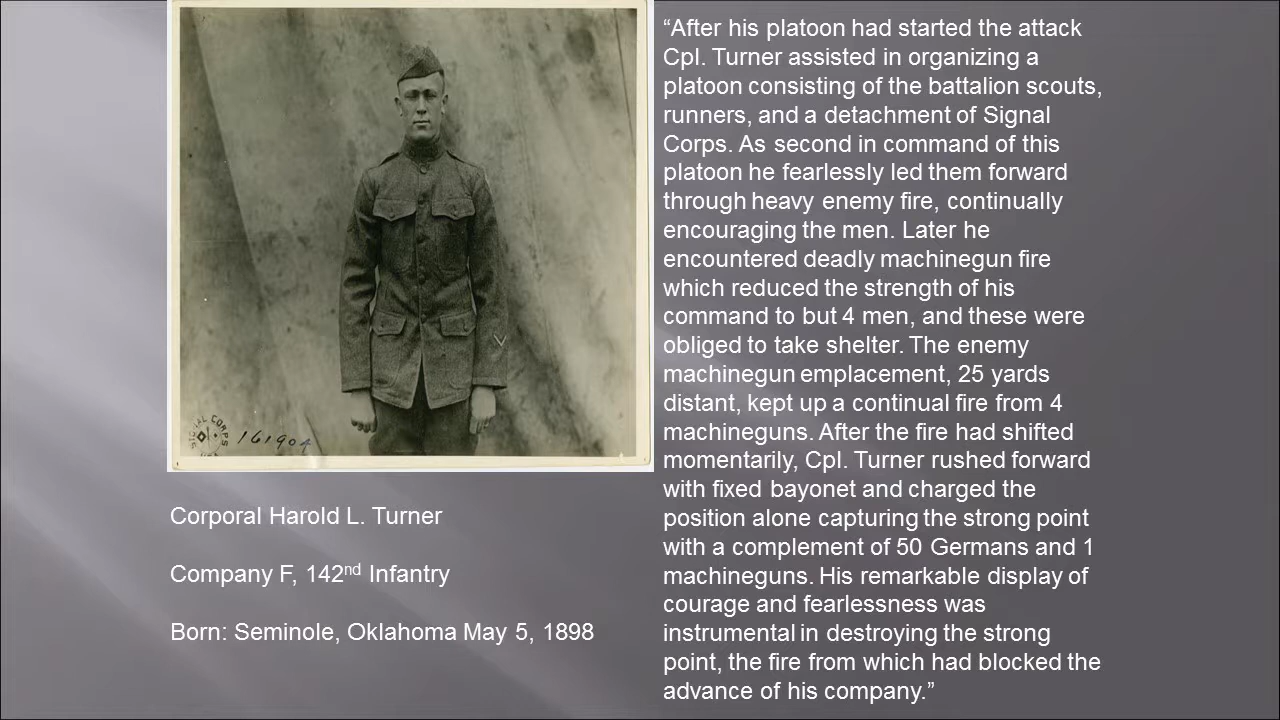 SIGNAL CORPS
161904
Corporal Harold L. Turner
Company F, 142nd Infantry
Born: Seminole, Oklahoma May 5, 1898
“After his platoon had started the attack
Cpl. Turner assisted in organizing a
platoon consisting of the battalion scouts,
runners, and a detachment of Signal
Corps. As second in command of this
platoon he fearlessly led them forward
through heavy enemy fire, continually
encouraging the men. Later he
encountered deadly machinegun fire
which reduced the strength of his
command to but 4 men, and these were
obliged to take shelter. The enemy
machinegun emplacement, 25 yards
distant, kept up a continual fire from 4
machineguns. After the fire had shifted
momentarily, Cpl. Turner rushed forward
with fixed bayonet and charged the
position alone capturing the strong point
with a complement of 50 Germans and 1
machineguns. His remarkable display of
courage and fearlessness was
instrumental in destroying the strong
point, the fire from which had blocked the
advance of his company.”